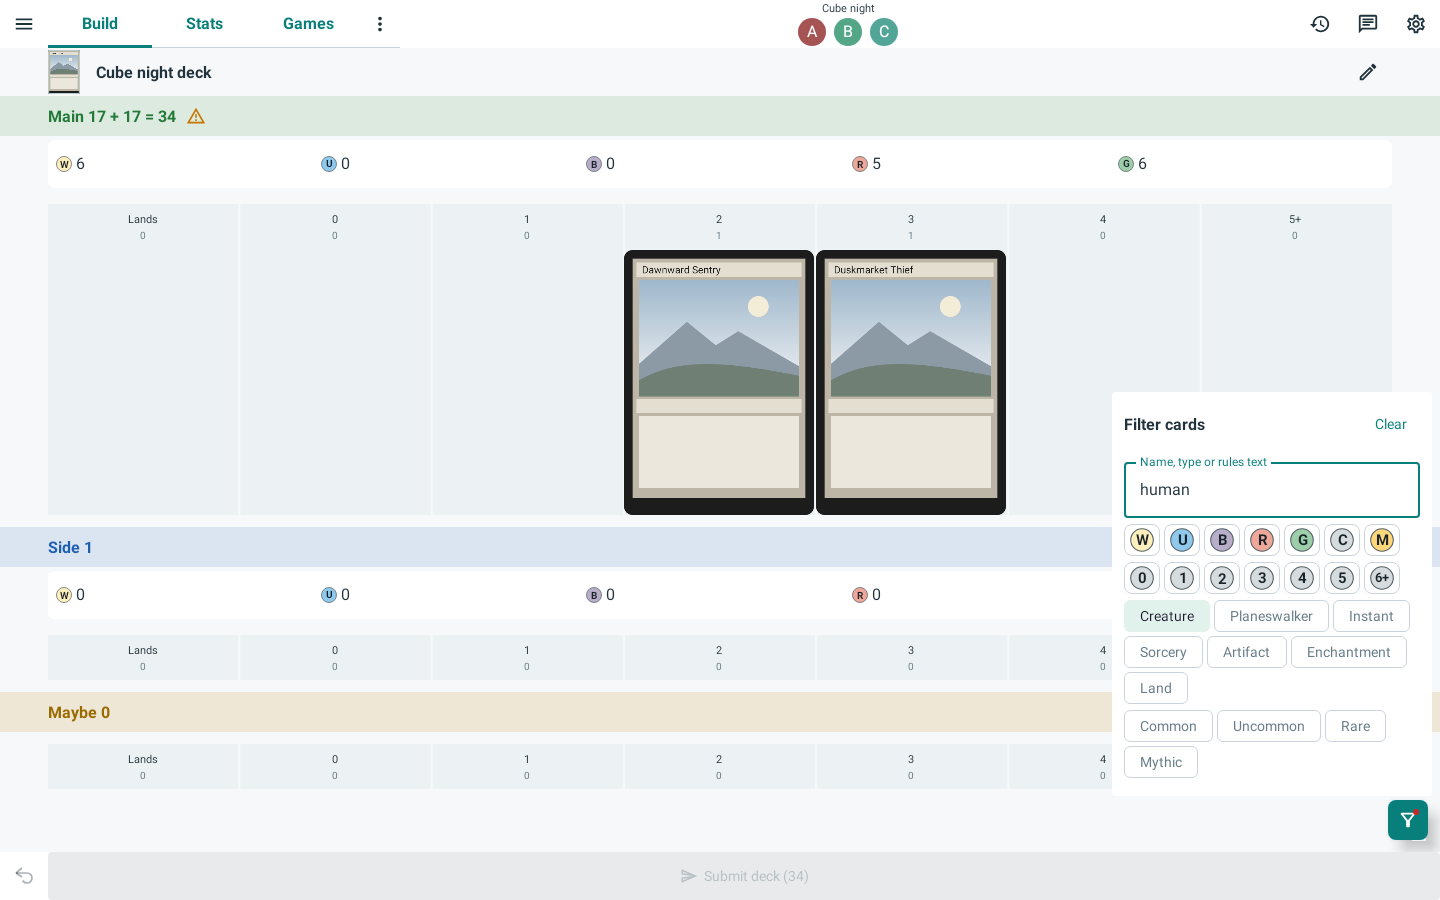 Build Stats Games
Cube night
A B C
Cube night deck
Main 17 + 17 = 34
W 6 U 0 B 0 R 5 G 6
Lands 0 1 2 3 4 5+
0 0 0 1 1 0 0
Dawnward Sentry Duskmarket Thief
Side 1
W 0 U 0 B 0 R 0
Lands 0 1 2 3 4
0 0 0 0 0 0
Maybe 0
Lands 0 1 2 3 4
0 0 0 0 0 0
Filter cards Clear
Name, type or rules text
human
W U B R G C M
0 1 2 3 4 5 6+
Creature Planeswalker Instant
Sorcery Artifact Enchantment
Land
Common Uncommon Rare
Mythic
Submit deck (34)